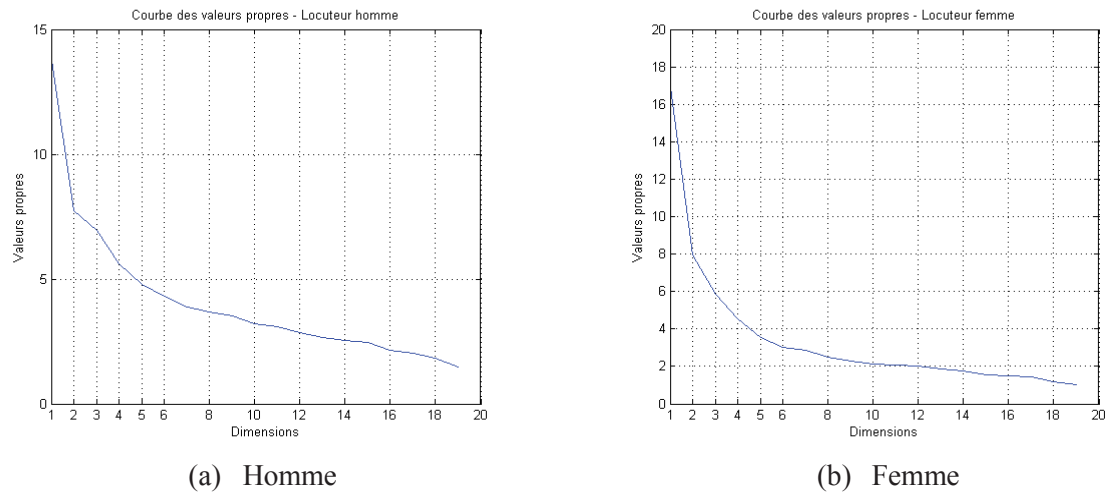 Courbe des valeurs propres - Locuteur homme
15
10
5
0
Valeurs propres
1 2 3 4 5 6 8 10 12 14 16 18 20
Dimensions
(a) Homme
Courbe des valeurs propres - Locuteur femme
20
18
16
14
12
10
8
6
4
2
0
Valeurs propres
1 2 3 4 5 6 8 10 12 14 16 18 20
Dimensions
(b) Femme